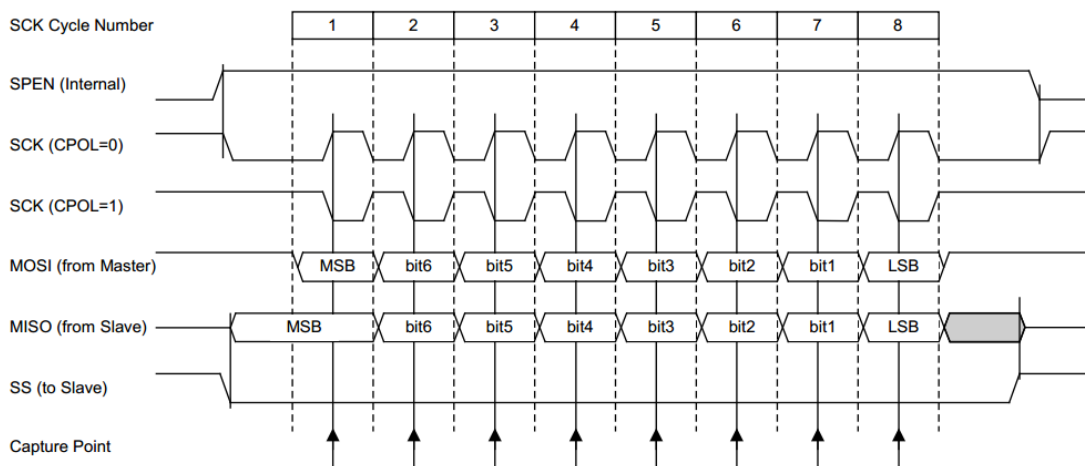 SCK Cycle Number 1 2 3 4 5 6 7 8
SPEN (Internal)
SCK (CPOL=0)
SCK (CPOL=1)
MOSI (from Master) MSB bit6 bit5 bit4 bit3 bit2 bit1 LSB
MISO (from Slave) MSB bit6 bit5 bit4 bit3 bit2 bit1 LSB
SS (to Slave)
Capture Point